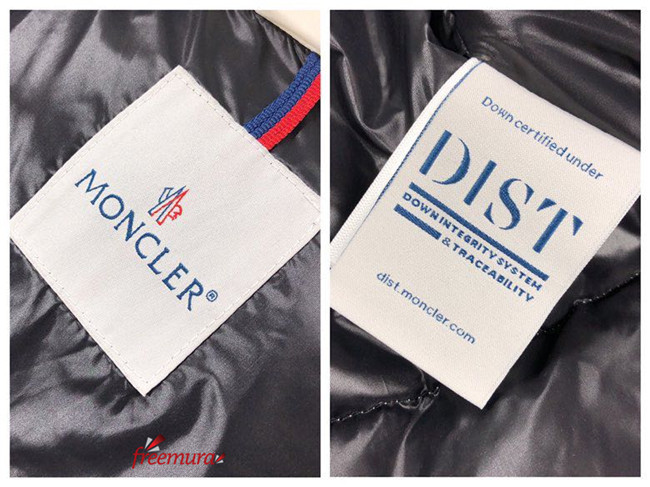 MONCLER®
freemura
Down certified under
DIST
DOWN INTEGRITY SYSTEM
& TRACEABILITY
dist.moncler.com